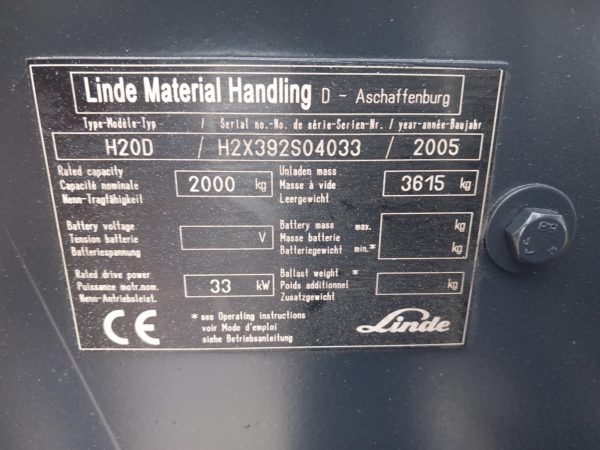 Linde Material Handling D - Aschaffenburg
Type-Modèle-Typ / Serial no.-No. de série-Serien-Nr. / year-année-Baujahr
H20D / H2X392S04033 / 2005
Rated capacity
Capacité nominale 2000 kg
Nenn-Tragfähigkeit
Unladen mass
Masse à vide 3615 kg
Leergewicht
Battery voltage
Tension batterie V
Batteriespannung
Battery mass max. kg
Masse batterie
Batteriegewicht min.* kg
Rated drive power
Puissance motr.nom. 33 kW
Nenn-Antriebsleist.
Ballast weight *
Poids additionnel kg
Zusatzgewicht
CE
* see Operating instructions
voir Mode d'emploi
siehe Betriebsanleitung
Linde